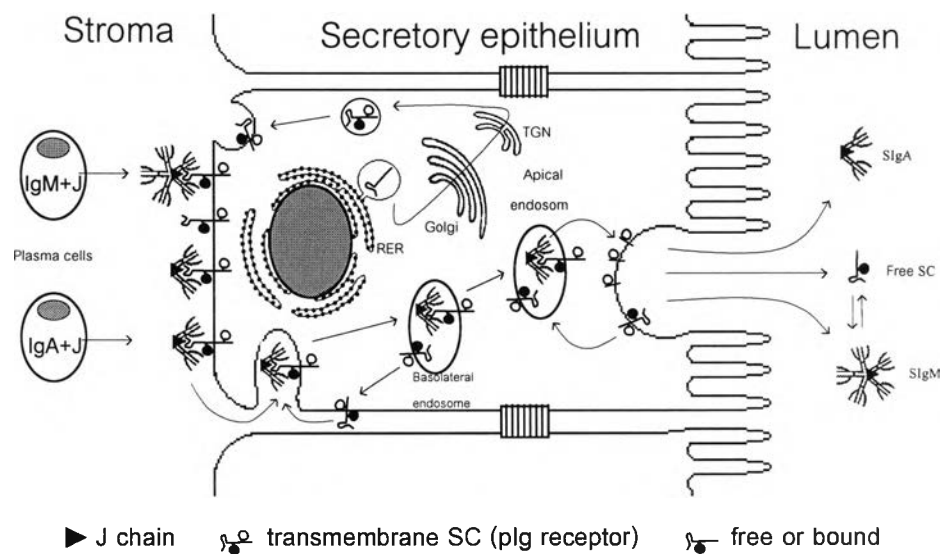 Stroma
Secretory epithelium
Lumen
TGN
SIgA
IgM+J
Apical
endosom
Golgi
RER
Plasma cells
Free SC
IgA+J
Basolateral
endosome
SIgM
J chain
transmembrane SC (pIg receptor)
free or bound